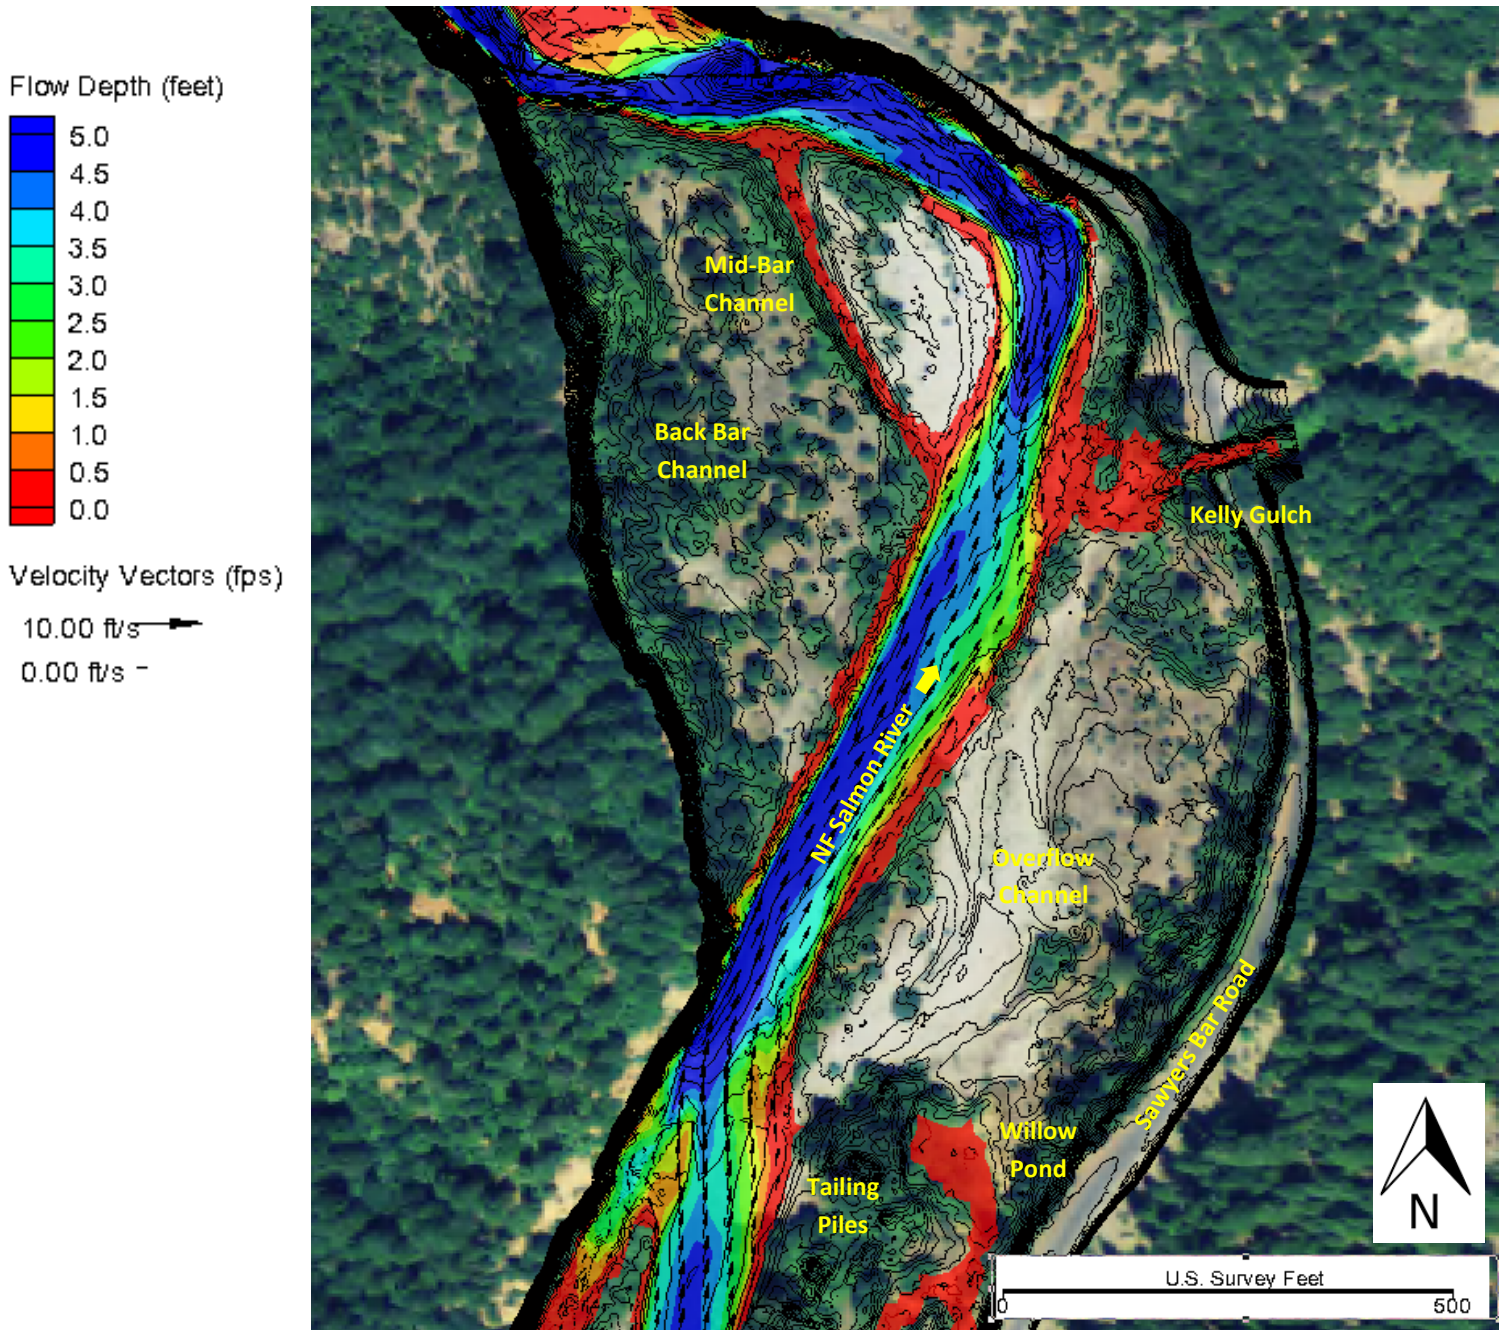 Flow Depth (feet)
5.0
4.5
4.0
3.5
3.0
2.5
2.0
1.5
1.0
0.5
0.0
Velocity Vectors (fps)
10.00 ft/s
0.00 ft/s
Mid-Bar
Channel
Back Bar
Channel
Kelly Gulch
NF Salmon River
Overflow
Channel
Sawyers Bar Road
Willow
Pond
Tailing
Piles
N
U.S. Survey Feet
0 500